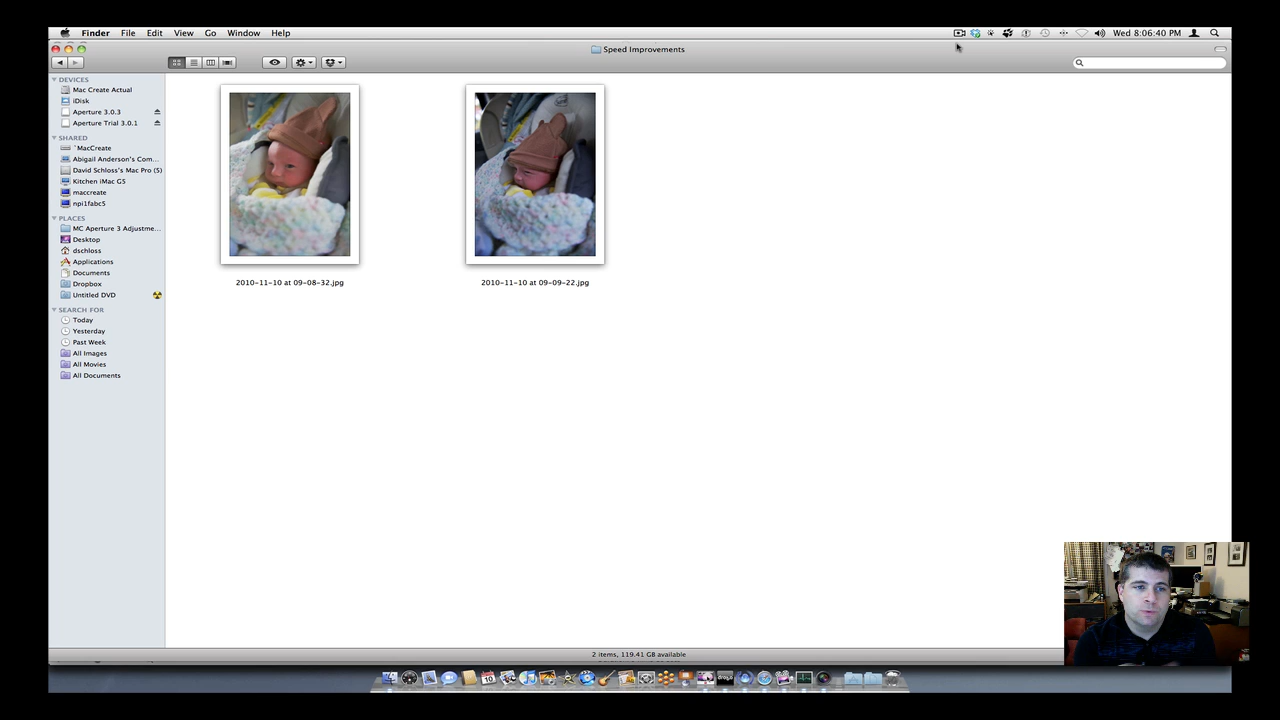 Finder File Edit View Go Window Help Wed 8:06:40 PM
Speed Improvements
DEVICES
Mac Create Actual
iDisk
Aperture 3.0.3
Aperture Trial 3.0.1
SHARED
`MacCreate
Abigail Anderson's Com...
David Schloss's Mac Pro (5)
Kitchen iMac G5
maccreate
npi1fabc5
PLACES
MC Aperture 3 Adjustme...
Desktop
dschloss
Applications
Documents
Dropbox
Untitled DVD
SEARCH FOR
Today
Yesterday
Past Week
All Images
All Movies
All Documents
2010-11-10 at 09-08-32.jpg
2010-11-10 at 09-09-22.jpg
2 items, 119.41 GB available